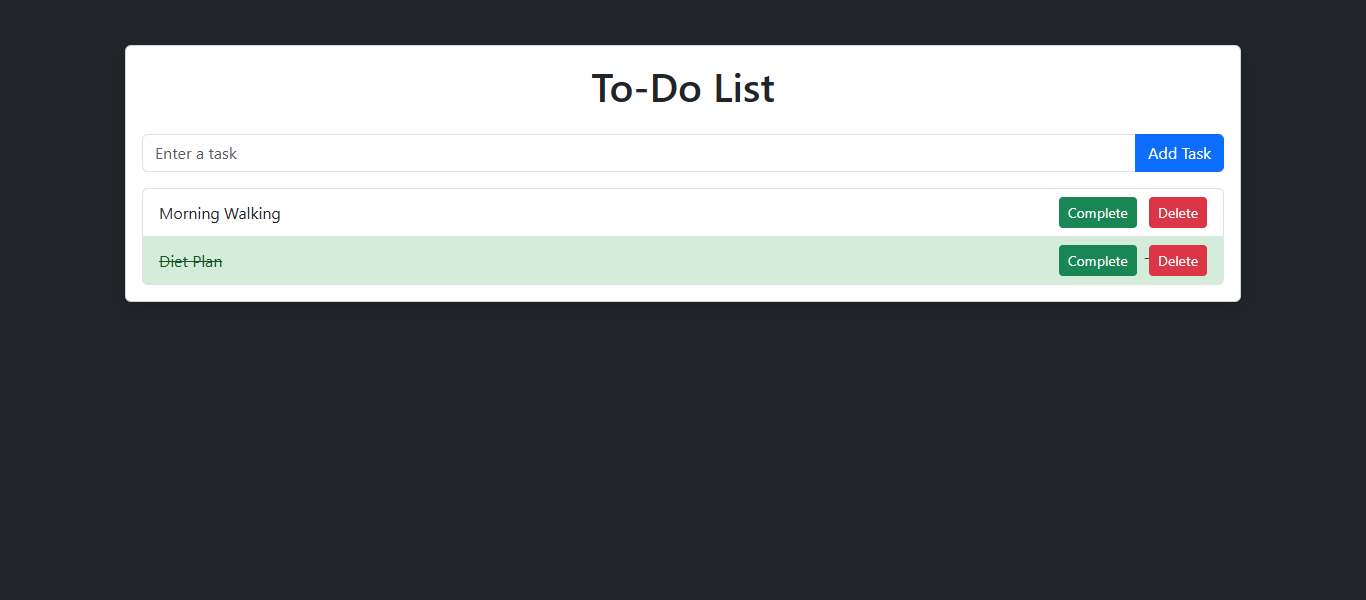 To-Do List
Enter a task Add Task
Morning Walking Complete Delete
Diet Plan Complete Delete